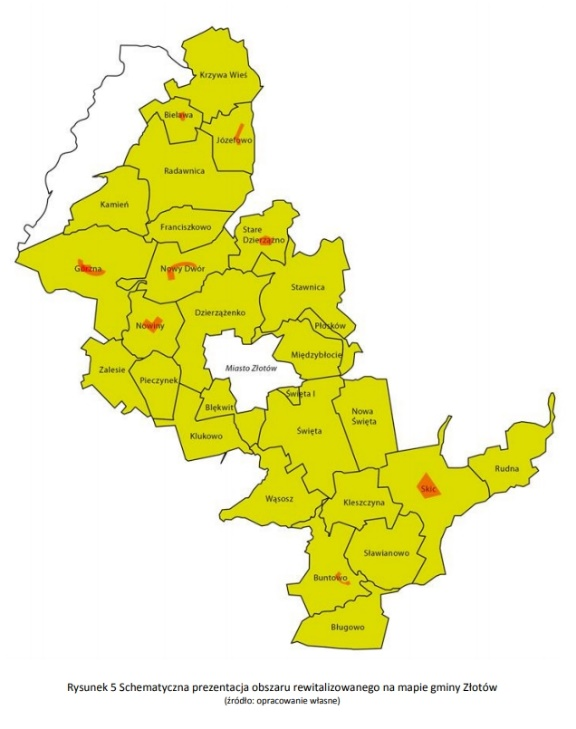 Krzywa Wieś
Bielawa
Józefowo
Radawnica
Kamień
Franciszkowo
Stare
Dzierzążno
Górzna
Nowy Dwór
Stawnica
Dzierzążenko
Nowiny
Płosków
Międzybłocie
Miasto Złotów
Zalesie
Pieczynek
Święta I
Blękwit
Nowa
Święta
Klukowo
Święta
Rudna
Skic
Wąsosz
Kleszczyna
Sławianowo
Buntowo
Bługowo
Rysunek 5 Schematyczna prezentacja obszaru rewitalizowanego na mapie gminy Złotów
(źródło: opracowanie własne)